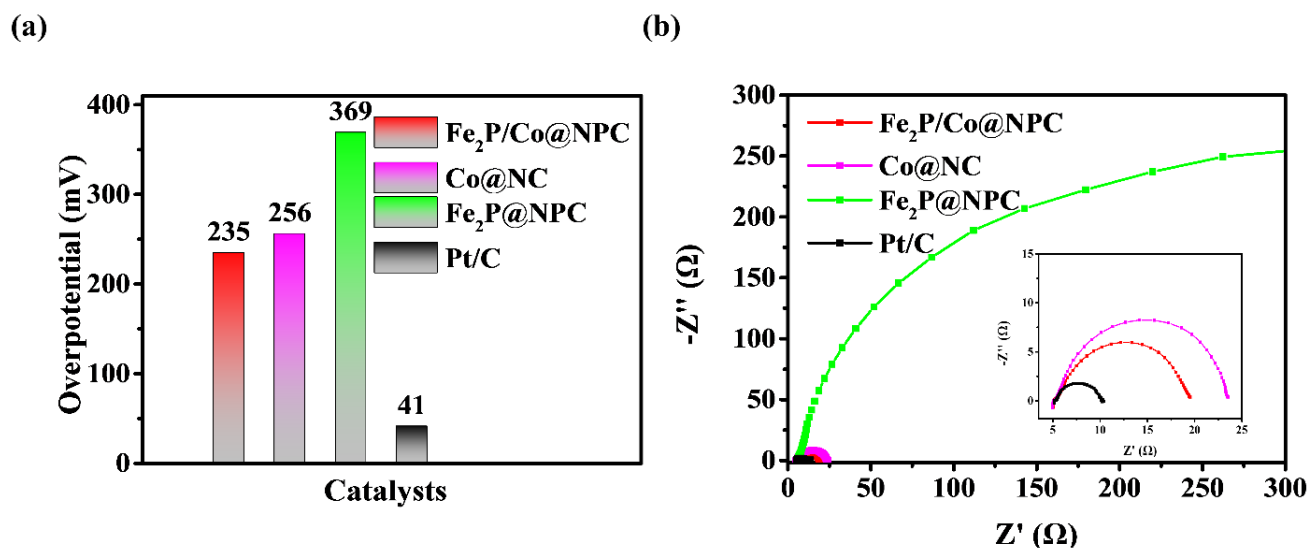 (a)
400
300
200
100
0
Overpotential (mV)
235
256
369
41
Fe₂P/Co@NPC
Co@NC
Fe₂P@NPC
Pt/C
Catalysts
(b)
300
250
200
150
100
50
0
-Z'' (Ω)
Fe₂P/Co@NPC
Co@NC
Fe₂P@NPC
Pt/C
15
10
5
0
-Z'' (Ω)
5 10 15 20 25
Z' (Ω)
0 50 100 150 200 250 300
Z' (Ω)